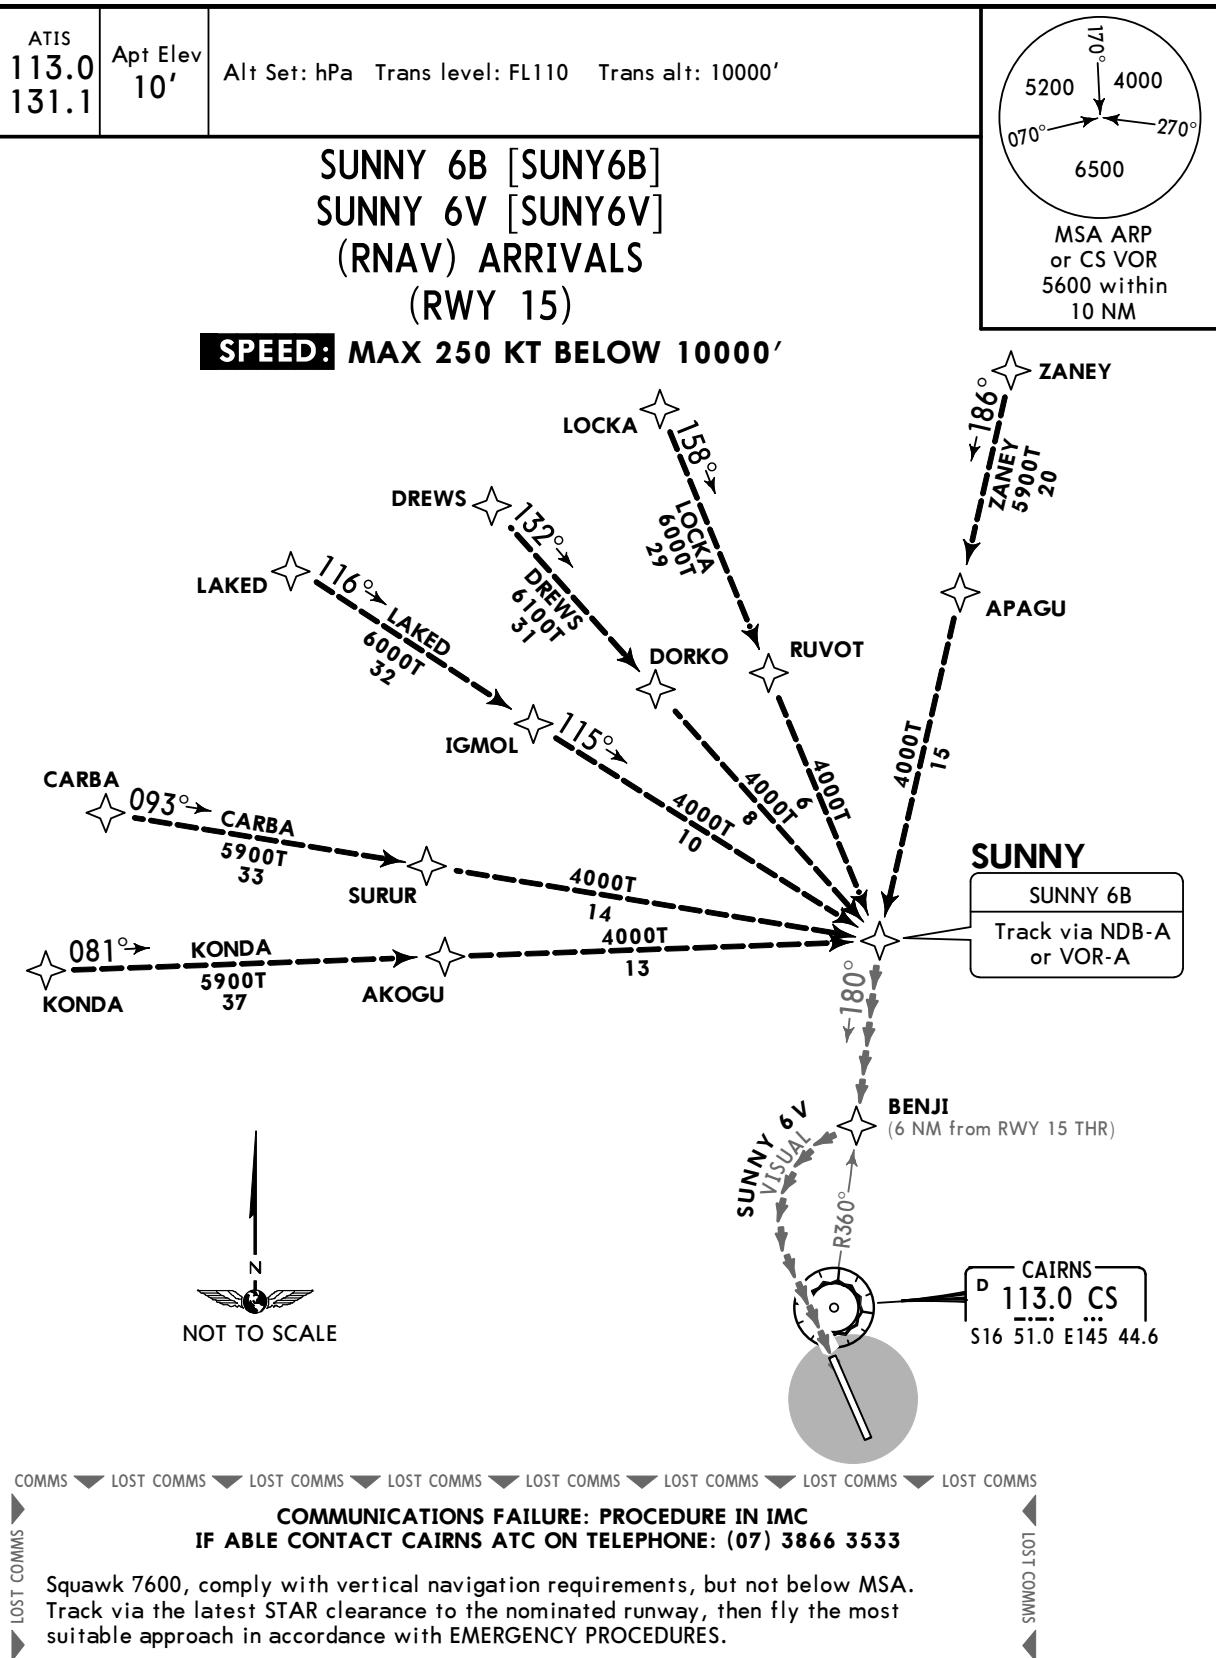 ATIS
113.0
131.1
Apt Elev
10'
Alt Set: hPa Trans level: FL110 Trans alt: 10000'
170°
5200
4000
070°
270°
6500
MSA ARP
or CS VOR
5600 within
10 NM
SUNNY 6B [SUNY6B]
SUNNY 6V [SUNY6V]
(RNAV) ARRIVALS
(RWY 15)
SPEED: MAX 250 KT BELOW 10000'
ZANEY
186°
ZANEY
5900T
20
LOCKA
158°
LOCKA
6000T
29
DREWS
132°
DREWS
6100T
31
LAKED
116°
LAKED
6000T
32
APAGU
RUVOT
DORKO
IGMOL
115°
4000T
15
4000T
6
4000T
8
4000T
10
CARBA
093°
CARBA
5900T
33
SURUR
4000T
14
SUNNY
SUNNY 6B
Track via NDB-A
or VOR-A
081°
KONDA
5900T
37
KONDA
AKOGU
4000T
13
180°
BENJI
(6 NM from RWY 15 THR)
SUNNY 6V
VISUAL
R360°
N
NOT TO SCALE
CAIRNS
D
113.0 CS
S16 51.0 E145 44.6
COMMS LOST COMMS LOST COMMS LOST COMMS LOST COMMS LOST COMMS LOST COMMS LOST COMMS
LOST COMMS
LOST COMMS
COMMUNICATIONS FAILURE: PROCEDURE IN IMC
IF ABLE CONTACT CAIRNS ATC ON TELEPHONE: (07) 3866 3533
Squawk 7600, comply with vertical navigation requirements, but not below MSA.
Track via the latest STAR clearance to the nominated runway, then fly the most
suitable approach in accordance with EMERGENCY PROCEDURES.